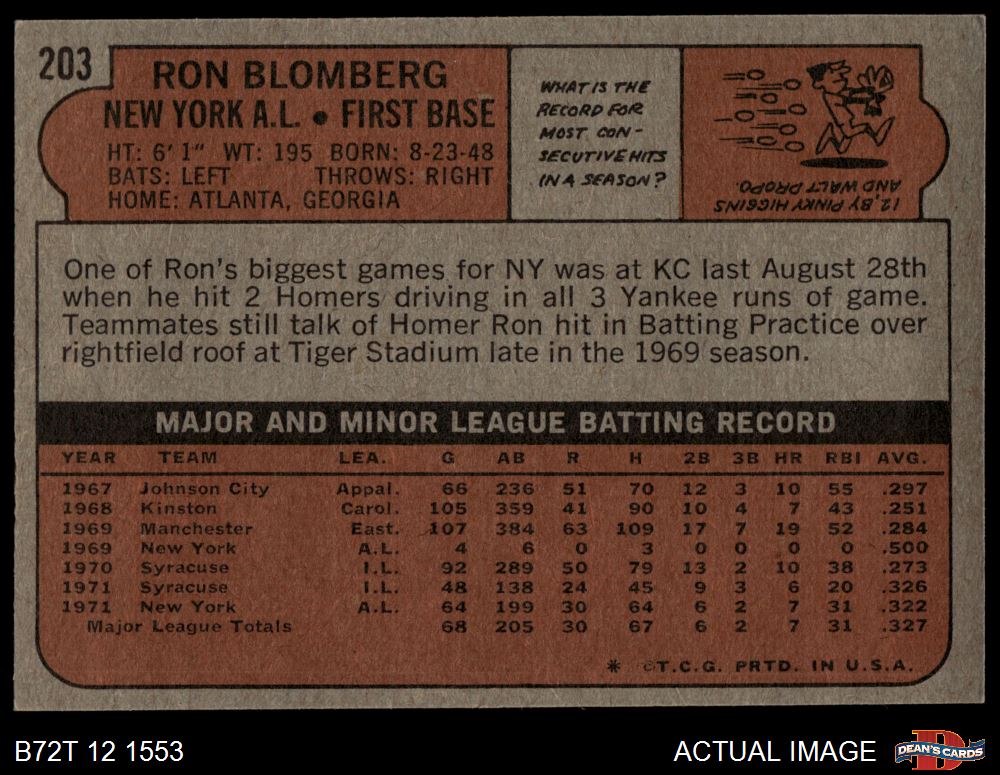 203
RON BLOMBERG
NEW YORK A.L. • FIRST BASE
HT: 6'1" WT: 195 BORN: 8-23-48
BATS: LEFT THROWS: RIGHT
HOME: ATLANTA, GEORGIA
WHAT IS THE
RECORD FOR
MOST CON-
SECUTIVE HITS
IN A SEASON?
12, BY PINKY HIGGINS
AND WALT DROPO.
One of Ron's biggest games for NY was at KC last August 28th
when he hit 2 Homers driving in all 3 Yankee runs of game.
Teammates still talk of Homer Ron hit in Batting Practice over
rightfield roof at Tiger Stadium late in the 1969 season.
MAJOR AND MINOR LEAGUE BATTING RECORD
YEAR TEAM LEA. G AB R H 2B 3B HR RBI AVG.
1967 Johnson City Appal. 66 236 51 70 12 3 10 55 .297
1968 Kinston Carol. 105 359 41 90 10 4 7 43 .251
1969 Manchester East. 107 384 63 109 17 7 19 52 .284
1969 New York A.L. 4 6 0 3 0 0 0 0 .500
1970 Syracuse I.L. 92 289 50 79 13 2 10 38 .273
1971 Syracuse I.L. 48 138 24 45 9 3 6 20 .326
1971 New York A.L. 64 199 30 64 6 2 7 31 .322
Major League Totals 68 205 30 67 6 2 7 31 .327
* ©T.C.G. PRTD. IN U.S.A.
B72T 12 1553
ACTUAL IMAGE
D
DEAN'S CARDS